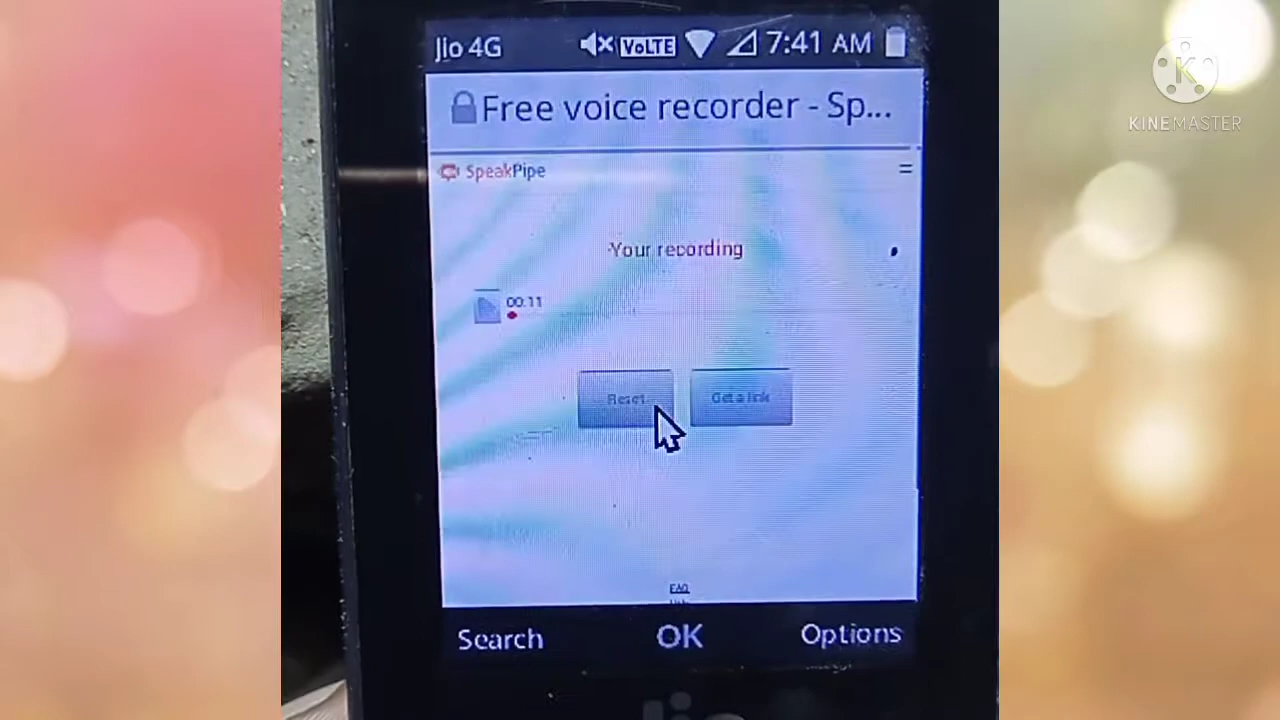 Jio 4G VoLTE 7:41 AM
Free voice recorder - Sp...
SpeakPipe
Your recording
00:11
Reset
Get a link
FAQ
Search OK Options
K
KINEMASTER